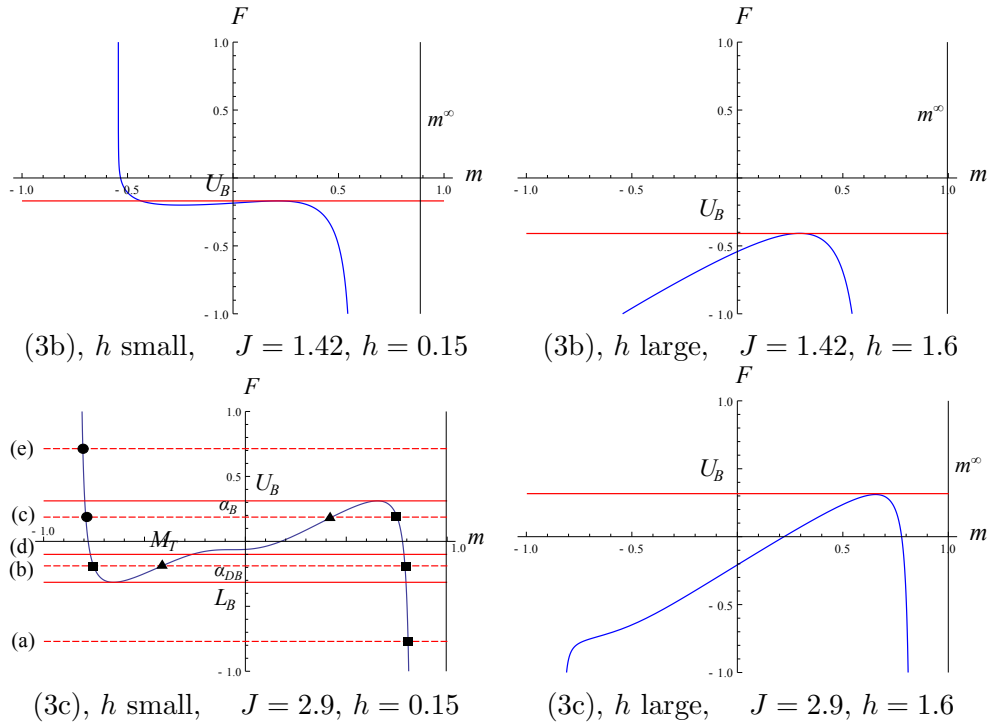 F
1.0
0.5
m^∞
- 1.0
- 0.5
0.5
1.0
m
U_B
- 0.5
- 1.0
(3b), h small, J = 1.42, h = 0.15
F
1.0
0.5
m^∞
- 1.0
- 0.5
0.5
1.0
m
U_B
- 0.5
- 1.0
(3b), h large, J = 1.42, h = 1.6
F
1.0
(e)
0.5
U_B
(c)
α_B
- 1.0
1.0
m
(d)
M_T
(b)
α_DB
L_B
- 0.5
(a)
- 1.0
(3c), h small, J = 2.9, h = 0.15
F
1.0
U_B
0.5
m^∞
- 1.0
- 0.5
0.5
1.0
m
- 0.5
- 1.0
(3c), h large, J = 2.9, h = 1.6